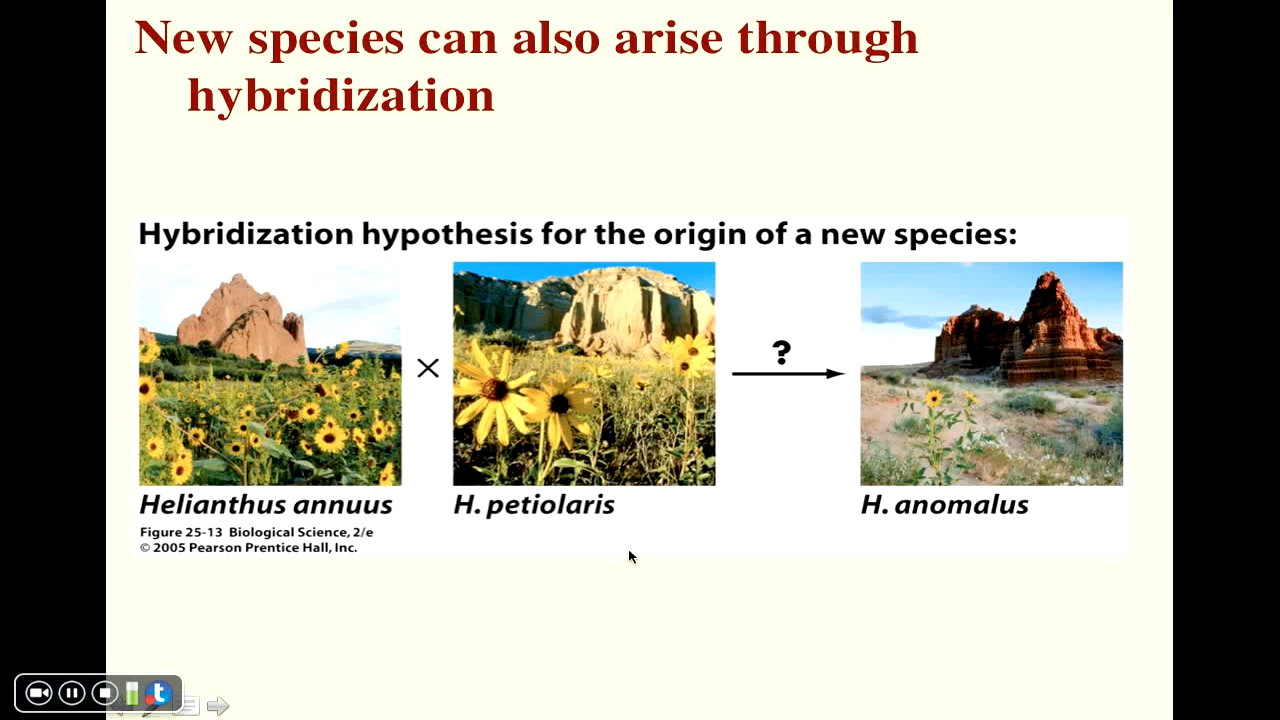 New species can also arise through
hybridization
Hybridization hypothesis for the origin of a new species:
×
?
Helianthus annuus
H. petiolaris
H. anomalus
Figure 25-13 Biological Science, 2/e
© 2005 Pearson Prentice Hall, Inc.
t